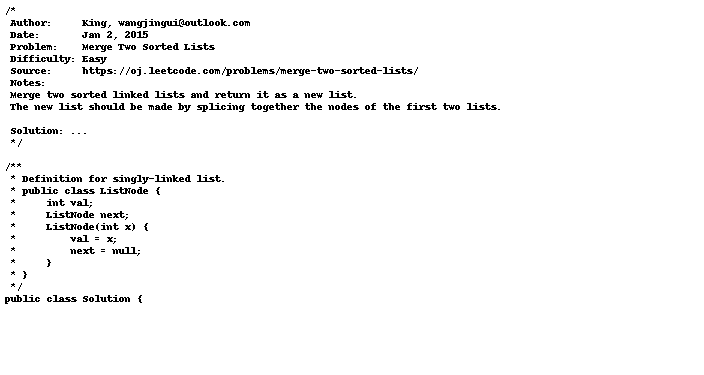 /*
 Author:     King, wangjingui@outlook.com
 Date:       Jan 2, 2015
 Problem:    Merge Two Sorted Lists
 Difficulty: Easy
 Source:     https://oj.leetcode.com/problems/merge-two-sorted-lists/
 Notes:
 Merge two sorted linked lists and return it as a new list.
 The new list should be made by splicing together the nodes of the first two lists.

 Solution: ...
 */

/**
 * Definition for singly-linked list.
 * public class ListNode {
 *     int val;
 *     ListNode next;
 *     ListNode(int x) {
 *         val = x;
 *         next = null;
 *     }
 * }
 */
public class Solution {